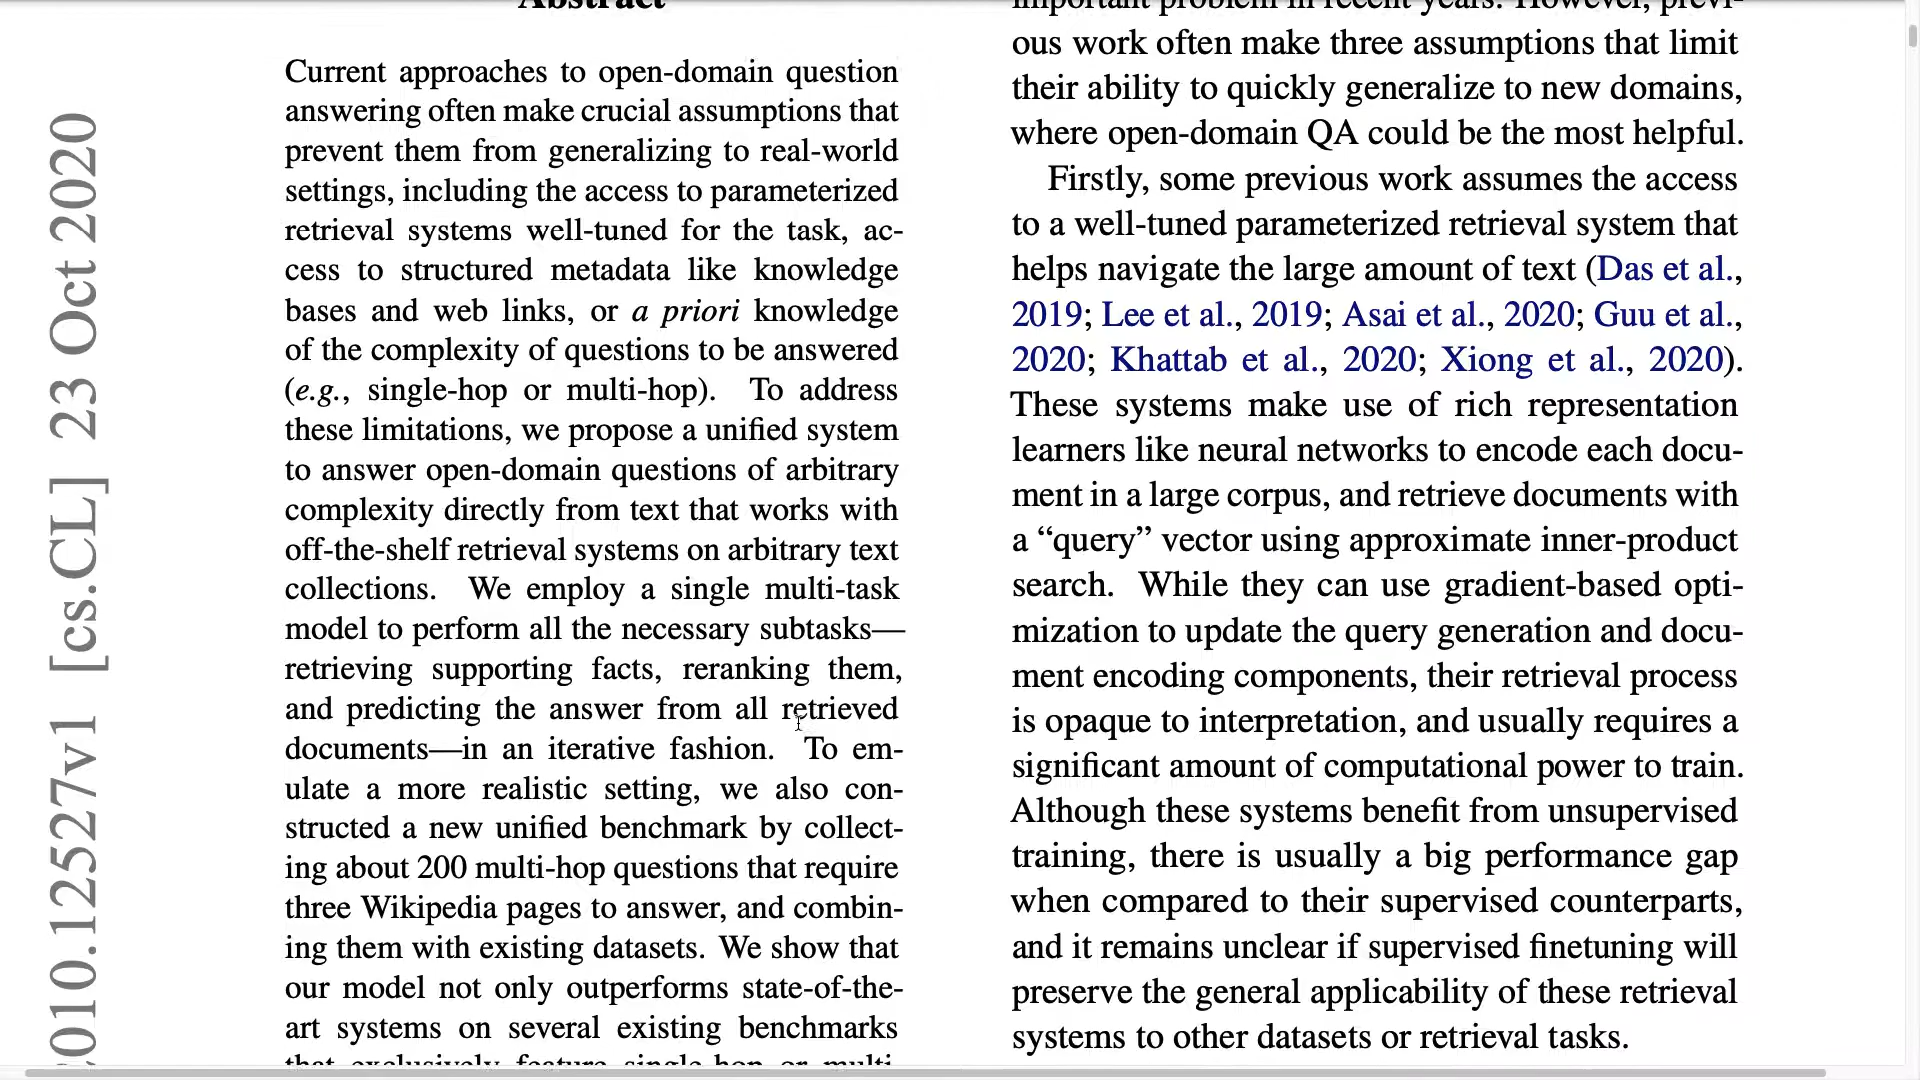 Abstract
Current approaches to open-domain question
answering often make crucial assumptions that
prevent them from generalizing to real-world
settings, including the access to parameterized
retrieval systems well-tuned for the task, ac-
cess to structured metadata like knowledge
bases and web links, or a priori knowledge
of the complexity of questions to be answered
(e.g., single-hop or multi-hop). To address
these limitations, we propose a unified system
to answer open-domain questions of arbitrary
complexity directly from text that works with
off-the-shelf retrieval systems on arbitrary text
collections. We employ a single multi-task
model to perform all the necessary subtasks—
retrieving supporting facts, reranking them,
and predicting the answer from all retrieved
documents—in an iterative fashion. To em-
ulate a more realistic setting, we also con-
structed a new unified benchmark by collect-
ing about 200 multi-hop questions that require
three Wikipedia pages to answer, and combin-
ing them with existing datasets. We show that
our model not only outperforms state-of-the-
art systems on several existing benchmarks
that exclusively feature single-hop or multi-
important problem in recent years. However, previ-
ous work often make three assumptions that limit
their ability to quickly generalize to new domains,
where open-domain QA could be the most helpful.
Firstly, some previous work assumes the access
to a well-tuned parameterized retrieval system that
helps navigate the large amount of text (Das et al.,
2019; Lee et al., 2019; Asai et al., 2020; Guu et al.,
2020; Khattab et al., 2020; Xiong et al., 2020).
These systems make use of rich representation
learners like neural networks to encode each docu-
ment in a large corpus, and retrieve documents with
a “query” vector using approximate inner-product
search. While they can use gradient-based opti-
mization to update the query generation and docu-
ment encoding components, their retrieval process
is opaque to interpretation, and usually requires a
significant amount of computational power to train.
Although these systems benefit from unsupervised
training, there is usually a big performance gap
when compared to their supervised counterparts,
and it remains unclear if supervised finetuning will
preserve the general applicability of these retrieval
systems to other datasets or retrieval tasks.
2010.12527v1 [cs.CL] 23 Oct 2020